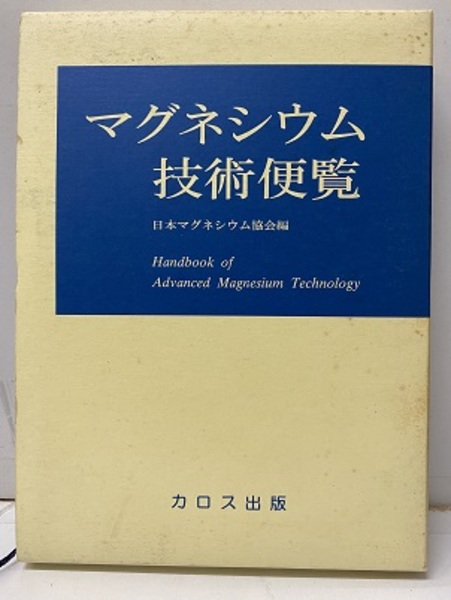 マグネシウム
技術便覧
日本マグネシウム協会編
Handbook of
Advanced Magnesium Technology
カロス出版